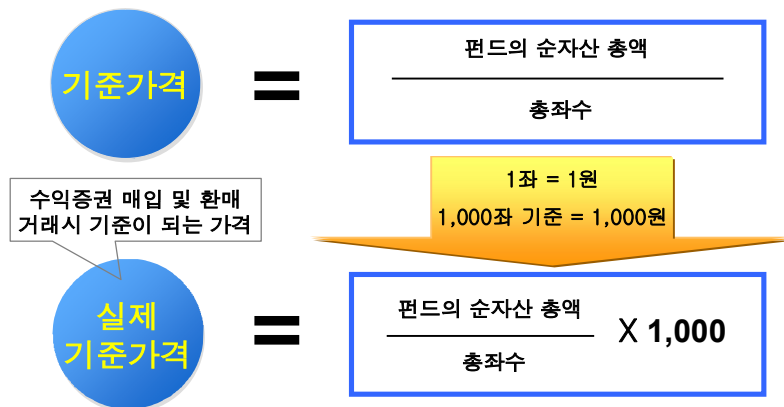 기준가격
=
펀드의 순자산 총액
총좌수
1좌 = 1원
1,000좌 기준 = 1,000원
수익증권 매입 및 환매
거래시 기준이 되는 가격
실제
기준가격
=
펀드의 순자산 총액
총좌수
X 1,000